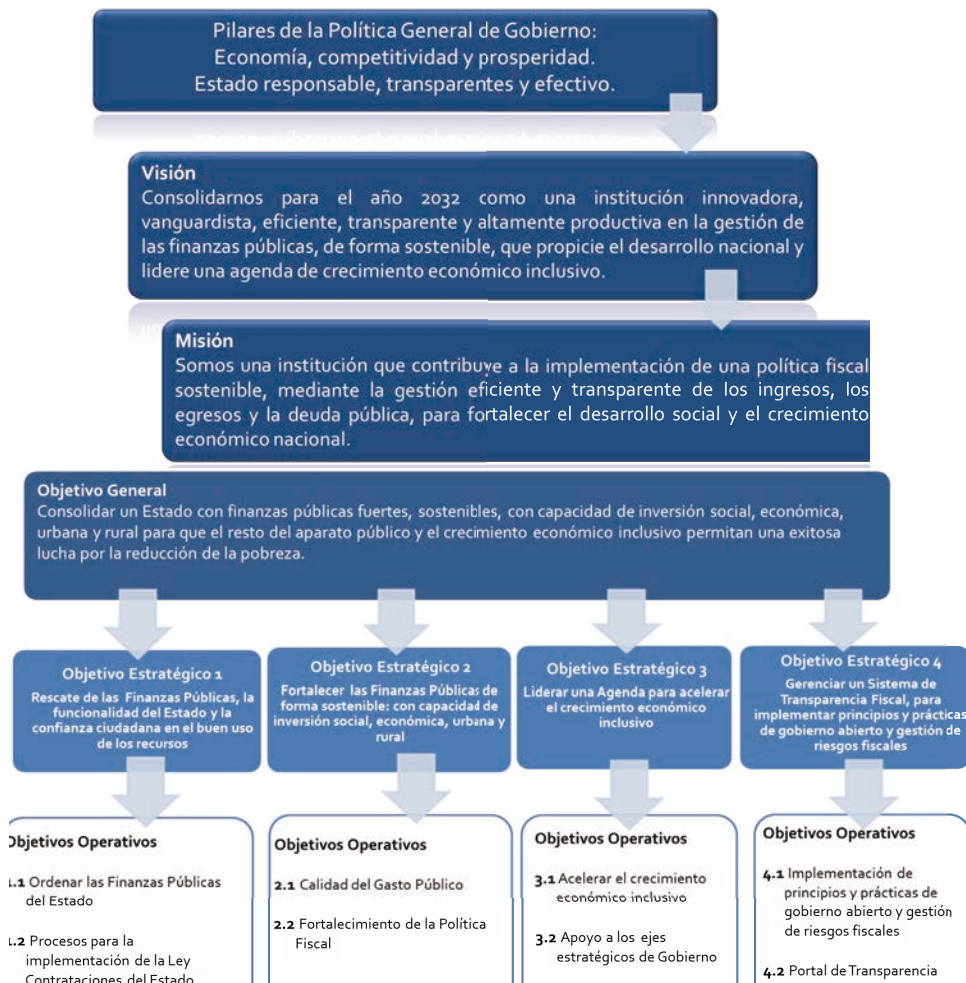 Pilares de la Política General de Gobierno:
Economía, competitividad y prosperidad.
Estado responsable, transparentes y efectivo.
Visión
Consolidarnos para el año 2032 como una institución innovadora,
vanguardista, eficiente, transparente y altamente productiva en la gestión de
las finanzas públicas, de forma sostenible, que propicie el desarrollo nacional y
lidere una agenda de crecimiento económico inclusivo.
Misión
Somos una institución que contribuye a la implementación de una política fiscal
sostenible, mediante la gestión eficiente y transparente de los ingresos, los
egresos y la deuda pública, para fortalecer el desarrollo social y el crecimiento
económico nacional.
Objetivo General
Consolidar un Estado con finanzas públicas fuertes, sostenibles, con capacidad de inversión social, económica,
urbana y rural para que el resto del aparato público y el crecimiento económico inclusivo permitan una exitosa
lucha por la reducción de la pobreza.
Objetivo Estratégico 1
Rescate de las Finanzas Públicas, la
funcionalidad del Estado y la
confianza ciudadana en el buen uso
de los recursos
Objetivo Estratégico 2
Fortalecer las Finanzas Públicas de
forma sostenible: con capacidad de
inversión social, económica, urbana y
rural
Objetivo Estratégico 3
Liderar una Agenda para acelerar
el crecimiento económico
inclusivo
Objetivo Estratégico 4
Gerenciar un Sistema de
Transparencia Fiscal, para
implementar principios y prácticas
de gobierno abierto y gestión de
riesgos fiscales
Objetivos Operativos
1.1 Ordenar las Finanzas Públicas
del Estado
1.2 Procesos para la
implementación de la Ley
Contrataciones del Estado
Objetivos Operativos
2.1 Calidad del Gasto Público
2.2 Fortalecimiento de la Política
Fiscal
Objetivos Operativos
3.1 Acelerar el crecimiento
económico inclusivo
3.2 Apoyo a los ejes
estratégicos de Gobierno
Objetivos Operativos
4.1 Implementación de
principios y prácticas de
gobierno abierto y gestión
de riesgos fiscales
4.2 Portal de Transparencia